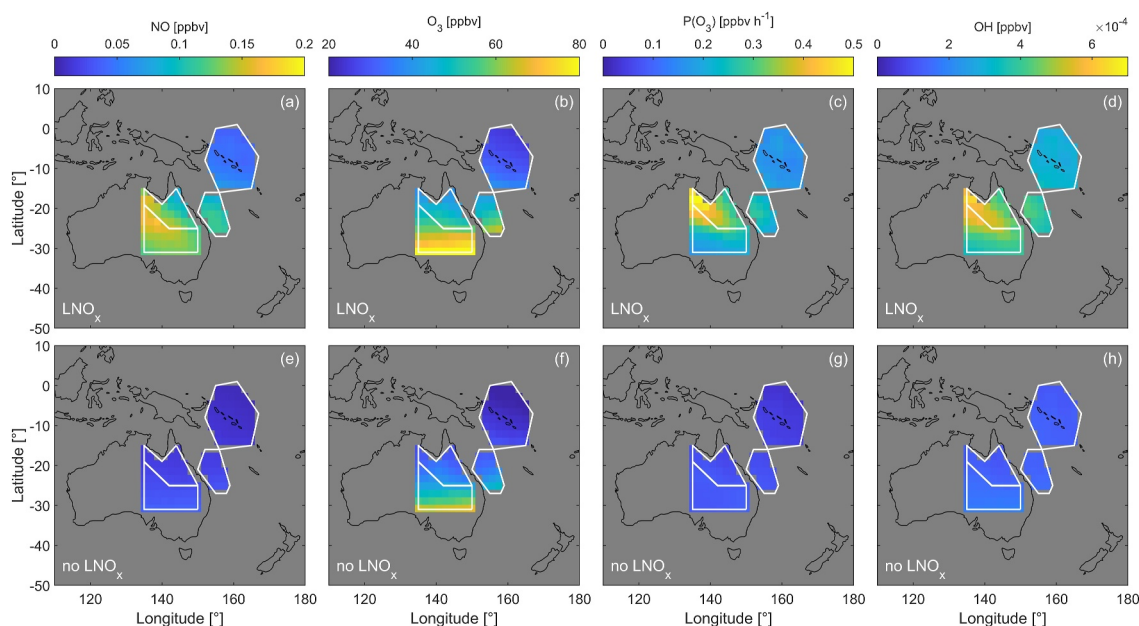 NO [ppbv]
0 0.05 0.1 0.15 0.2
O3 [ppbv]
20 40 60 80
P(O3) [ppbv h-1]
0 0.1 0.2 0.3 0.4 0.5
OH [ppbv]
×10-4
0 2 4 6
Latitude [°]
10
0
-10
-20
-30
-40
-50
(a)
LNOx
(b)
LNOx
(c)
LNOx
(d)
LNOx
Latitude [°]
10
0
-10
-20
-30
-40
-50
(e)
no LNOx
(f)
no LNOx
(g)
no LNOx
(h)
no LNOx
120 140 160 180
Longitude [°]
120 140 160 180
Longitude [°]
120 140 160 180
Longitude [°]
120 140 160 180
Longitude [°]